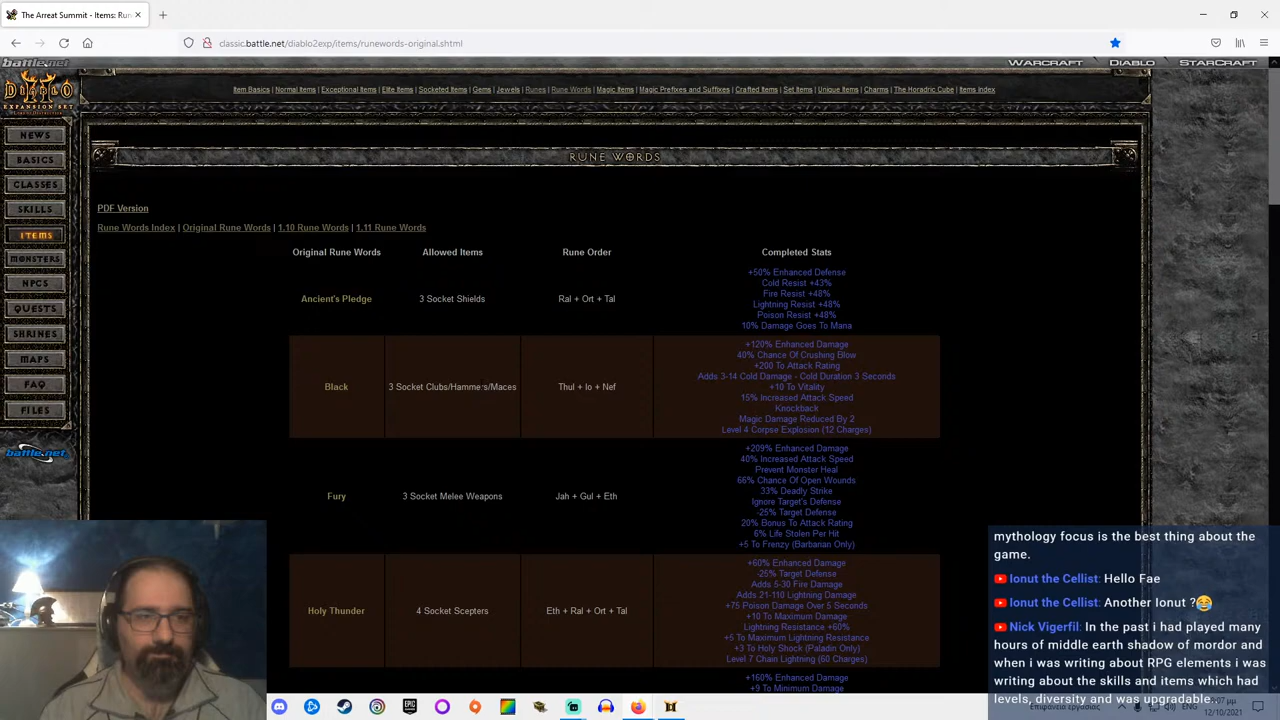 The Arreat Summit - Items: Run
classic.battle.net/diablo2exp/items/runewords-original.shtml
battle.net
WARCRAFT DIABLO STARCRAFT
DIABLO II
EXPANSION SET
Item Basics | Normal Items | Exceptional Items | Elite Items | Socketed Items | Gems | Jewels | Runes | Rune Words | Magic Items | Magic Prefixes and Suffixes | Crafted Items | Set Items | Unique Items | Charms | The Horadric Cube | Items Index
NEWS
BASICS
CLASSES
SKILLS
ITEMS
MONSTERS
NPCS
QUESTS
SHRINES
MAPS
FAQ
FILES
battle.net
RUNE WORDS
PDF Version
Rune Words Index | Original Rune Words | 1.10 Rune Words | 1.11 Rune Words
Original Rune Words Allowed Items Rune Order Completed Stats
Ancient's Pledge 3 Socket Shields Ral + Ort + Tal
+50% Enhanced Defense
Cold Resist +43%
Fire Resist +48%
Lightning Resist +48%
Poison Resist +48%
10% Damage Goes To Mana
Black 3 Socket Clubs/Hammers/Maces Thul + Io + Nef
+120% Enhanced Damage
40% Chance Of Crushing Blow
+200 To Attack Rating
Adds 3-14 Cold Damage - Cold Duration 3 Seconds
+10 To Vitality
15% Increased Attack Speed
Knockback
Magic Damage Reduced By 2
Level 4 Corpse Explosion (12 Charges)
Fury 3 Socket Melee Weapons Jah + Gul + Eth
+209% Enhanced Damage
40% Increased Attack Speed
Prevent Monster Heal
66% Chance Of Open Wounds
33% Deadly Strike
Ignore Target's Defense
-25% Target Defense
20% Bonus To Attack Rating
6% Life Stolen Per Hit
+5 To Frenzy (Barbarian Only)
Holy Thunder 4 Socket Scepters Eth + Ral + Ort + Tal
+60% Enhanced Damage
-25% Target Defense
Adds 5-30 Fire Damage
Adds 21-110 Lightning Damage
+75 Poison Damage Over 5 Seconds
+10 To Maximum Damage
Lightning Resistance +60%
+5 To Maximum Lightning Resistance
+3 To Holy Shock (Paladin Only)
Level 7 Chain Lightning (60 Charges)
+160% Enhanced Damage
+9 To Minimum Damage
mythology focus is the best thing about the
game.
Ionut the Cellist: Hello Fae
Ionut the Cellist: Another Ionut ?😅
Nick Vigerfil: In the past i had played many
hours of middle earth shadow of mordor and
when i was writing about RPG elements i was
writing about the skills and items which had
levels, diversity and was upgradable.
EPIC
Επιφάνεια εργασίας
ENG
12/10/2021